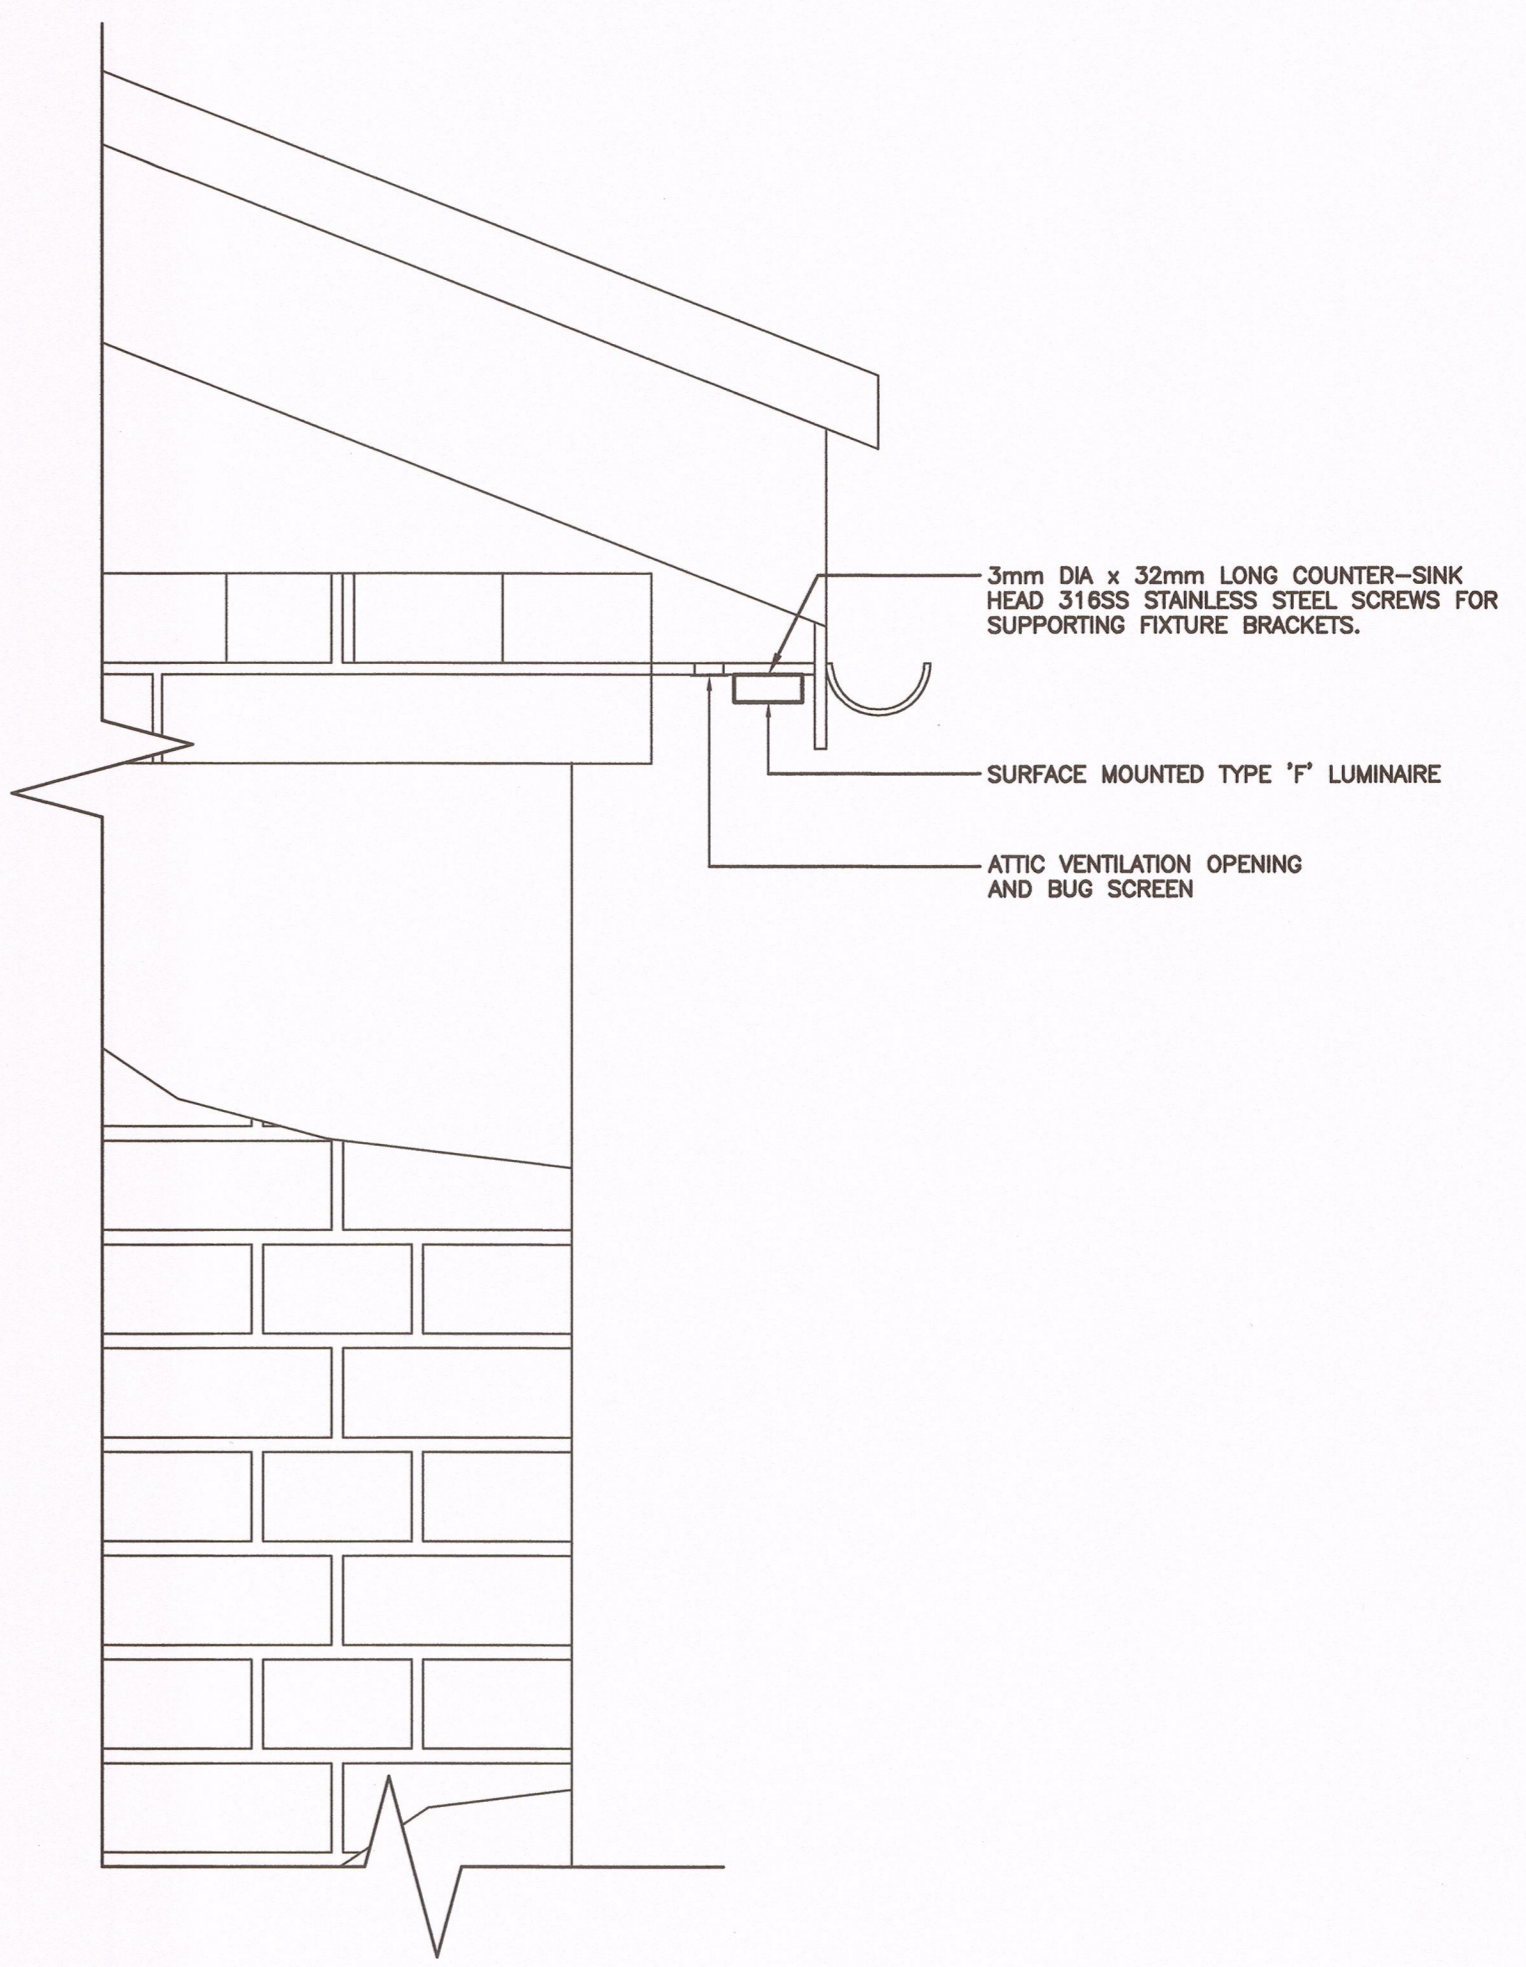 3mm DIA x 32mm LONG COUNTER-SINK
HEAD 316SS STAINLESS STEEL SCREWS FOR
SUPPORTING FIXTURE BRACKETS.
SURFACE MOUNTED TYPE 'F' LUMINAIRE
ATTIC VENTILATION OPENING
AND BUG SCREEN